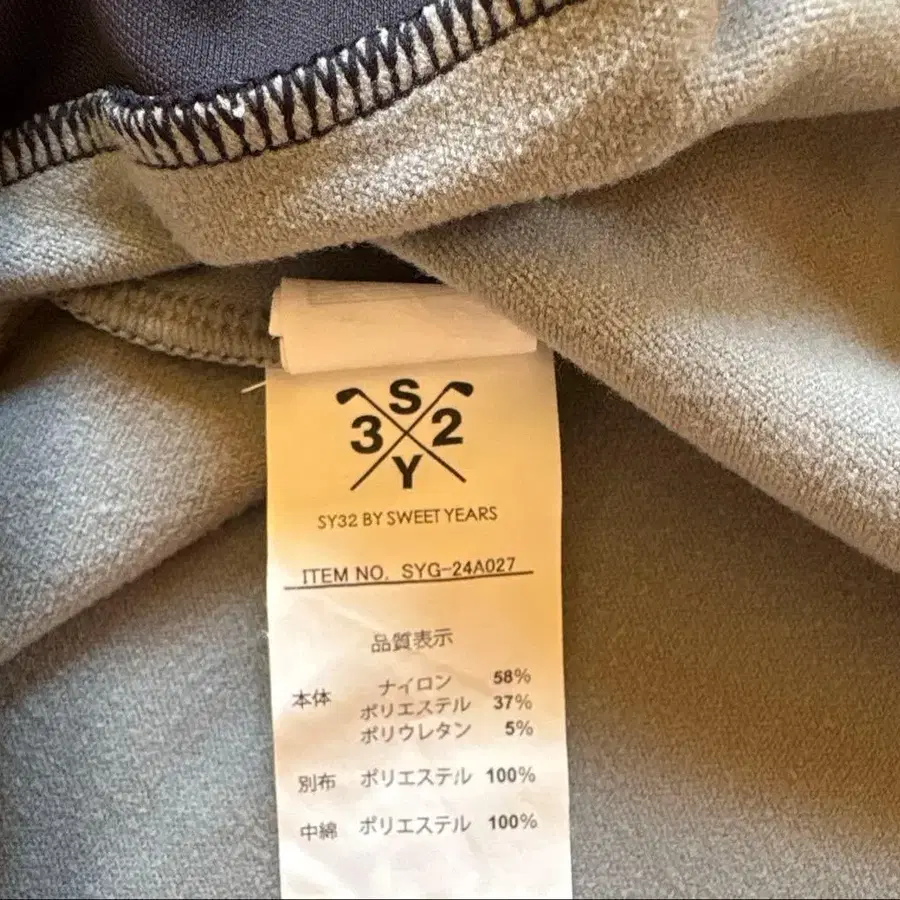 S
3 2
Y
SY32 BY SWEET YEARS
ITEM NO. SYG-24A027
品質表示
本体 ナイロン 58%
ポリエステル 37%
ポリウレタン 5%
別布 ポリエステル 100%
中綿 ポリエステル 100%